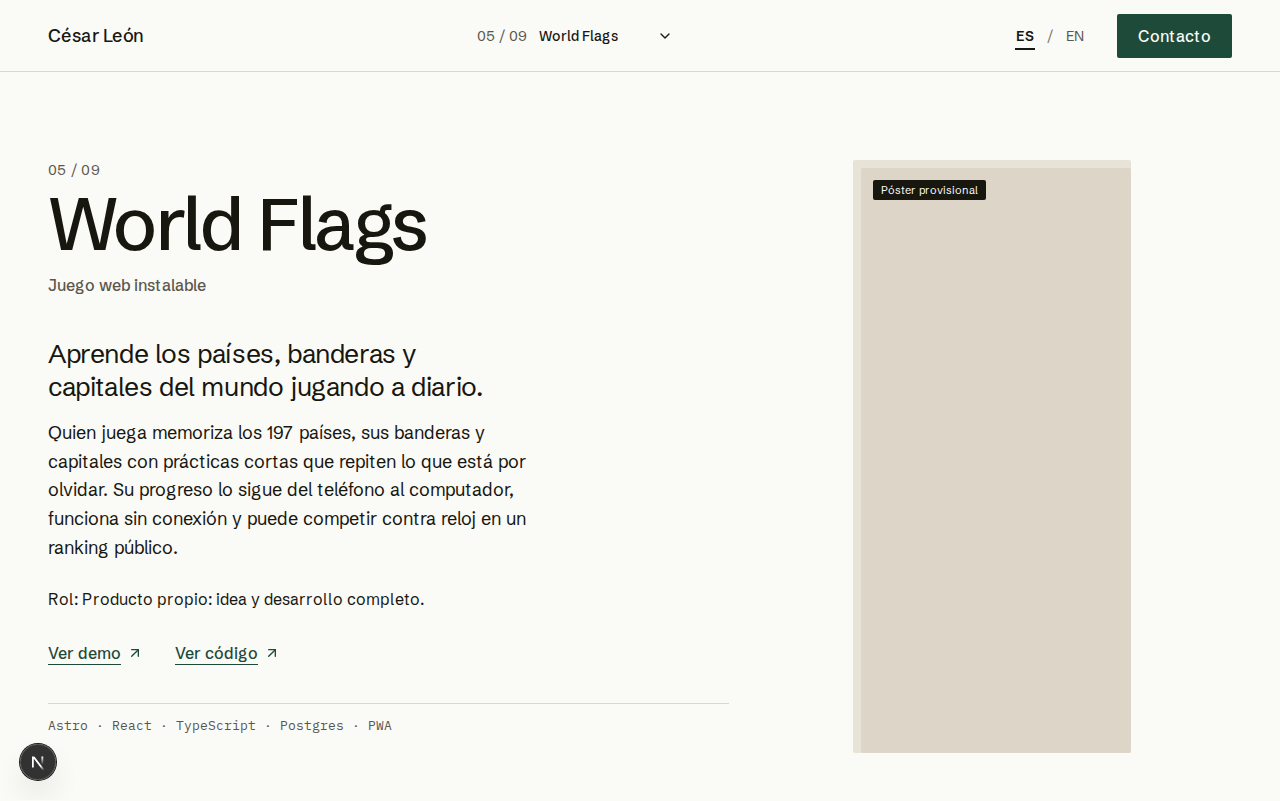 César León
05 / 09 World Flags
ES / EN
Contacto
05 / 09
World Flags
Juego web instalable
Aprende los países, banderas y
capitales del mundo jugando a diario.
Quien juega memoriza los 197 países, sus banderas y
capitales con prácticas cortas que repiten lo que está por
olvidar. Su progreso lo sigue del teléfono al computador,
funciona sin conexión y puede competir contra reloj en un
ranking público.
Rol: Producto propio: idea y desarrollo completo.
Ver demo
Ver código
Astro · React · TypeScript · Postgres · PWA
Póster provisional
N